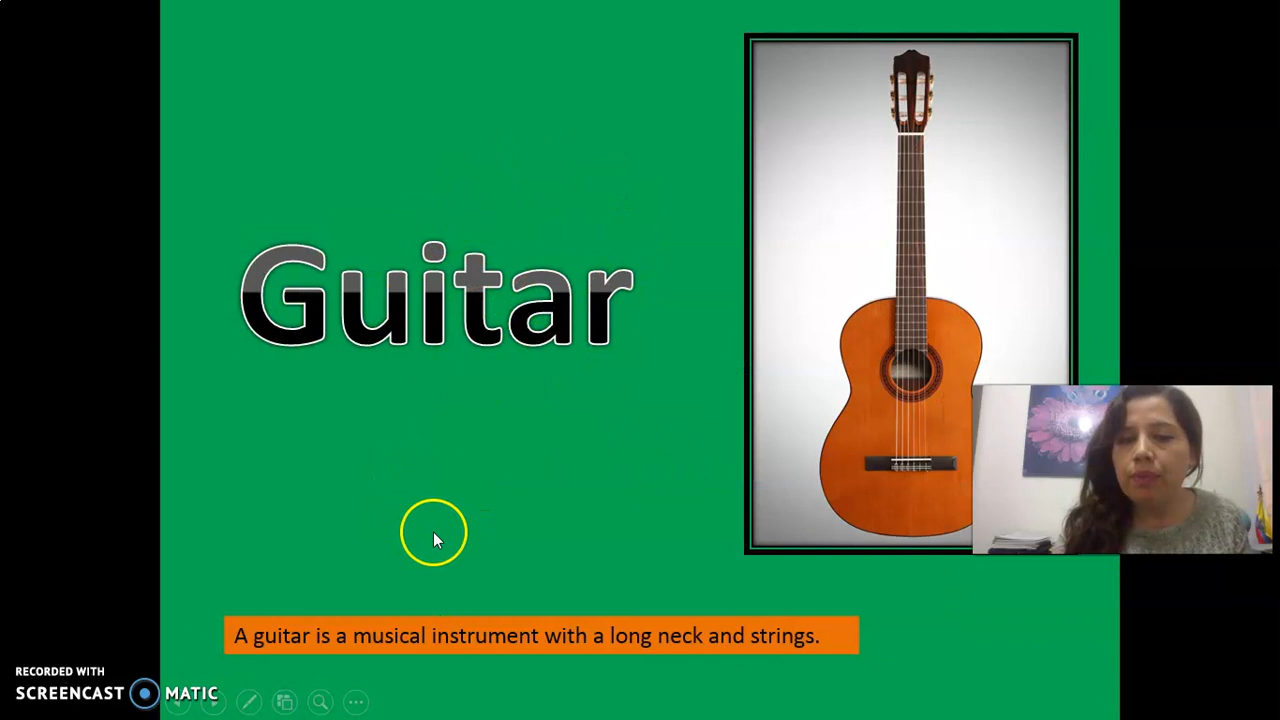 Guitar
A guitar is a musical instrument with a long neck and strings.
RECORDED WITH
SCREENCAST MATIC